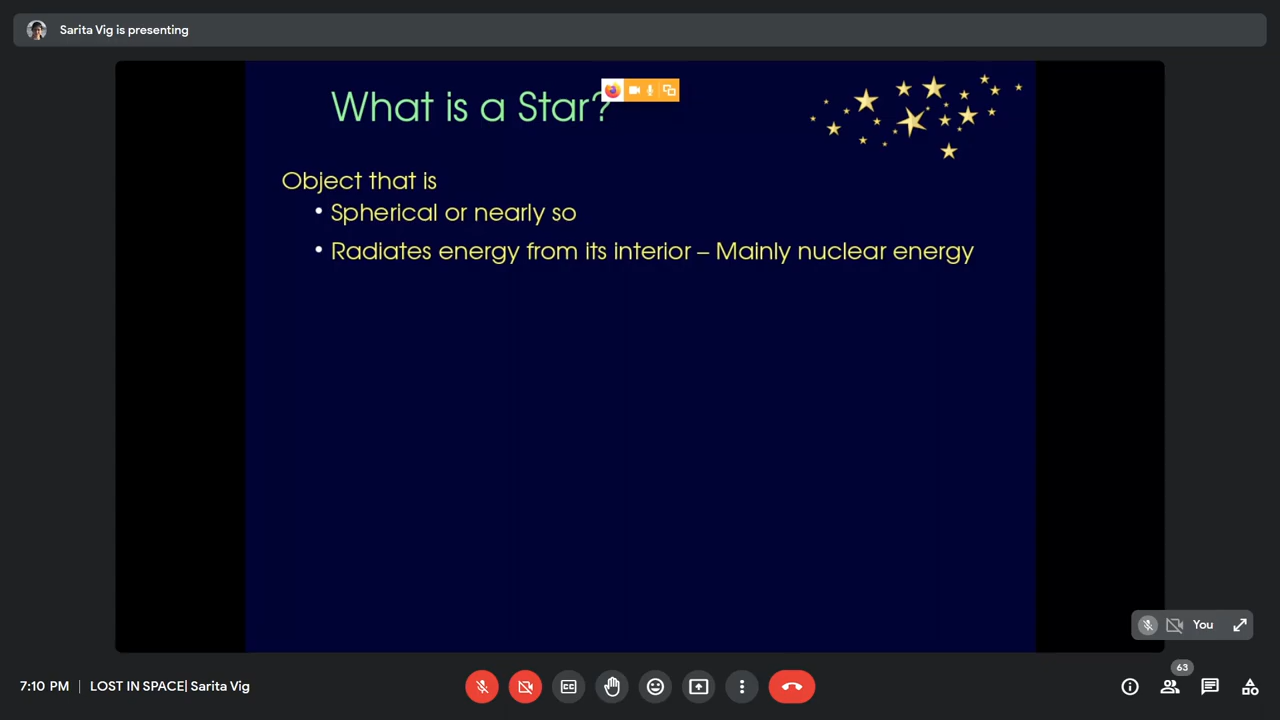 Sarita Vig is presenting
What is a Star?
Object that is
• Spherical or nearly so
• Radiates energy from its interior – Mainly nuclear energy
You
63
7:10 PM | LOST IN SPACE| Sarita Vig